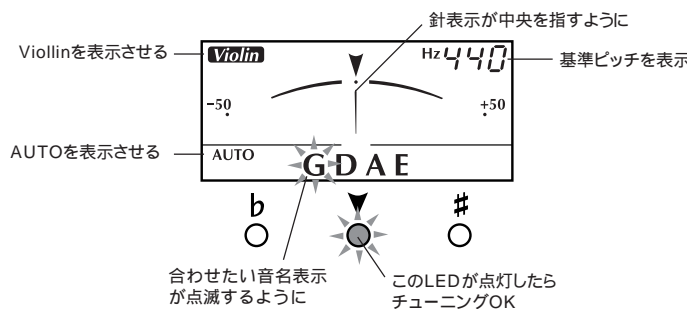 針表示が中央を指すように
Viollinを表示させる
Violin
Hz440
基準ピッチを表示
-50
+50
AUTOを表示させる
AUTO
GDAE
♭
♯
合わせたい音名表示
が点滅するように
このLEDが点灯したら
チューニングOK